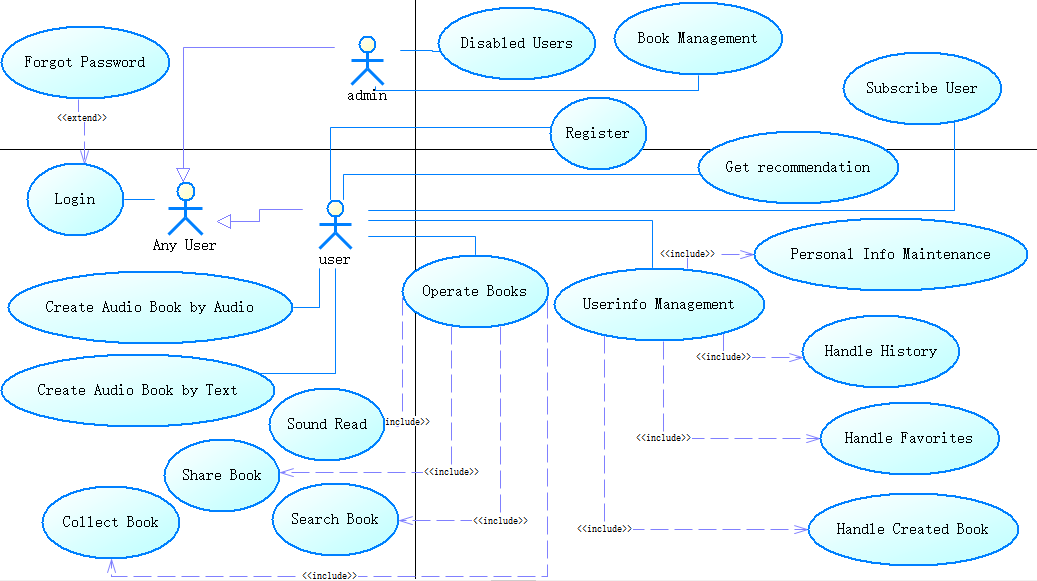 Disabled Users
Book Management
Forgot Password
admin
Subscribe User
<<extend>>
Register
Get recommendation
Login
Any User
user
<<include>>
Personal Info Maintenance
Operate Books
Userinfo Management
Create Audio Book by Audio
Handle History
<<include>>
Create Audio Book by Text
Sound Read
include>>
<<include>>
Handle Favorites
Share Book
<<include>>
Collect Book
Search Book
<<include>>
<<include>>
Handle Created Book
<<include>>